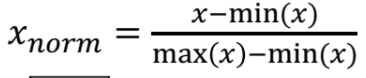 x_norm = (x−min(x)) / (max(x)−min(x))